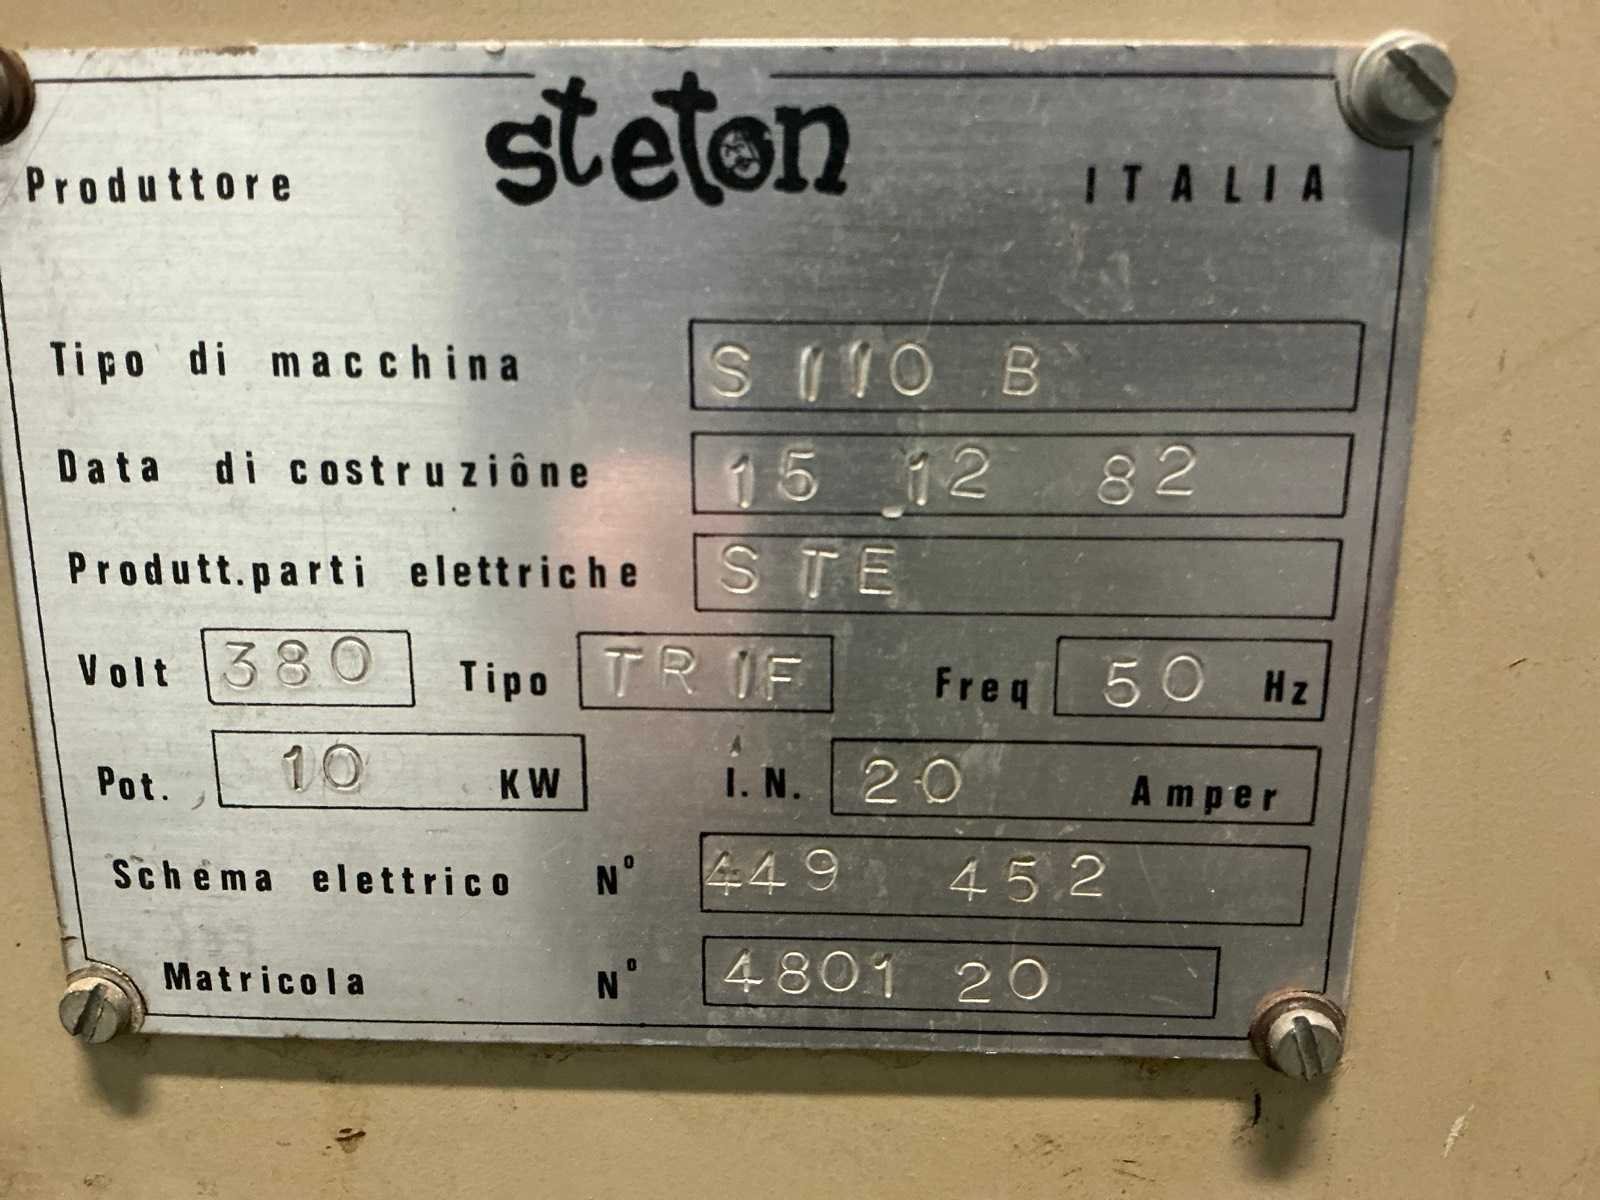 steton
Produttore ITALIA
Tipo di macchina S 110 B
Data di costruziône 15 12 82
Produtt.parti elettriche STE
Volt 380 Tipo TRIF Freq 50 Hz
Pot. 10 KW I.N. 20 Amper
Schema elettrico N° 449 452
Matricola N° 4801 20